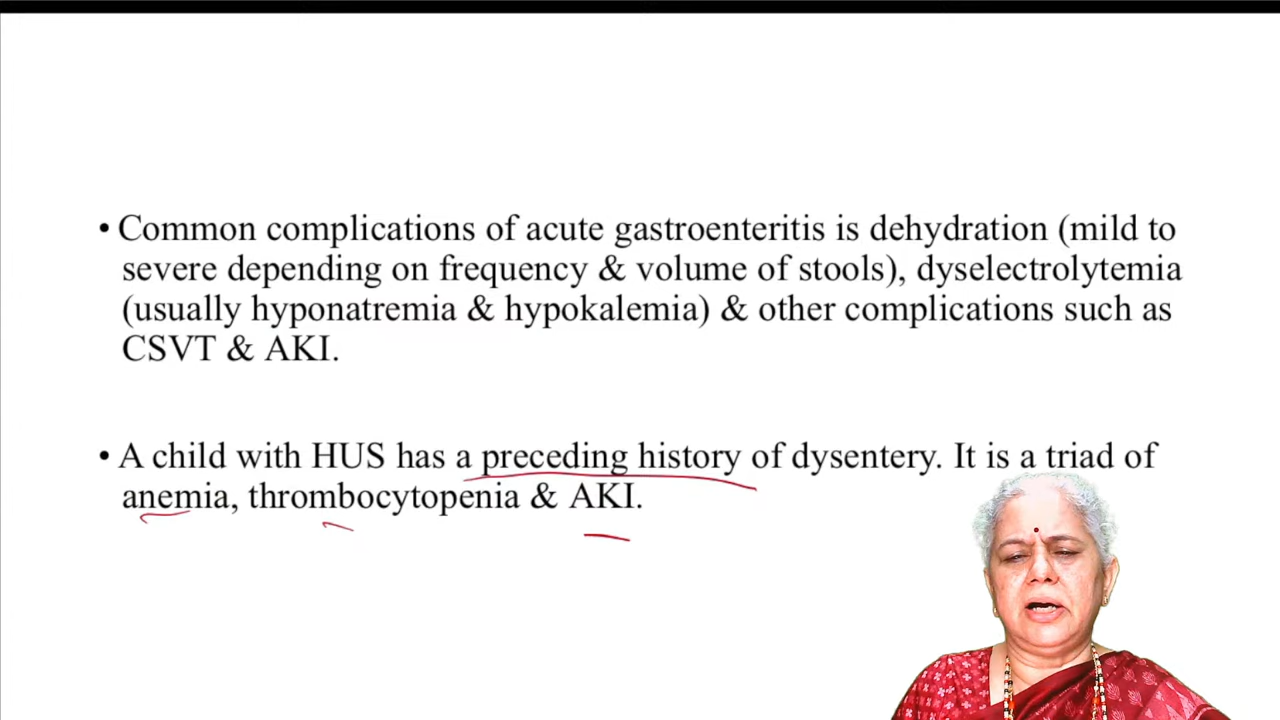 • Common complications of acute gastroenteritis is dehydration (mild to
severe depending on frequency & volume of stools), dyselectrolytemia
(usually hyponatremia & hypokalemia) & other complications such as
CSVT & AKI.
• A child with HUS has a preceding history of dysentery. It is a triad of
anemia, thrombocytopenia & AKI.